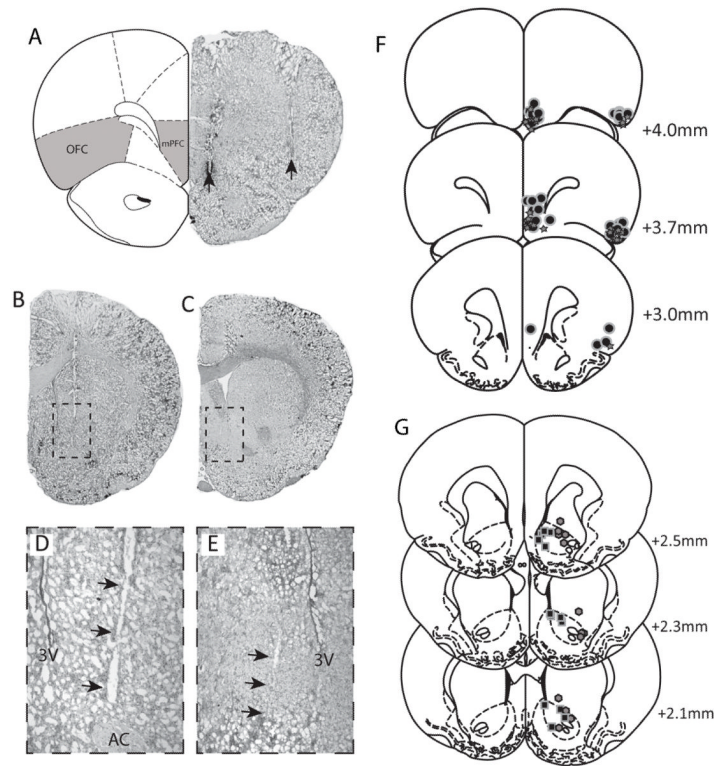 A
OFC
mPFC
B
C
D
3V
AC
E
3V
F
+4.0mm
+3.7mm
+3.0mm
G
+2.5mm
+2.3mm
+2.1mm